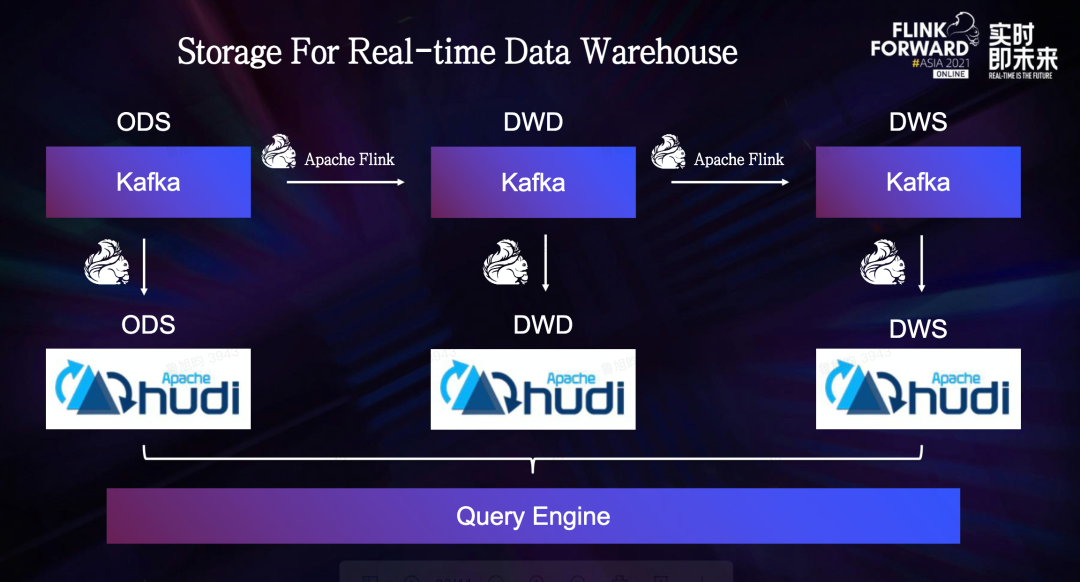 Storage For Real-time Data Warehouse
FLINK
FORWARD
#ASIA 2021
ONLINE
实时
即未来
REAL-TIME IS THE FUTURE
ODS
DWD
DWS
Kafka
Apache Flink
Kafka
Apache Flink
Kafka
ODS
DWD
DWS
Apache
hudi
Apache
hudi
Apache
hudi
Query Engine